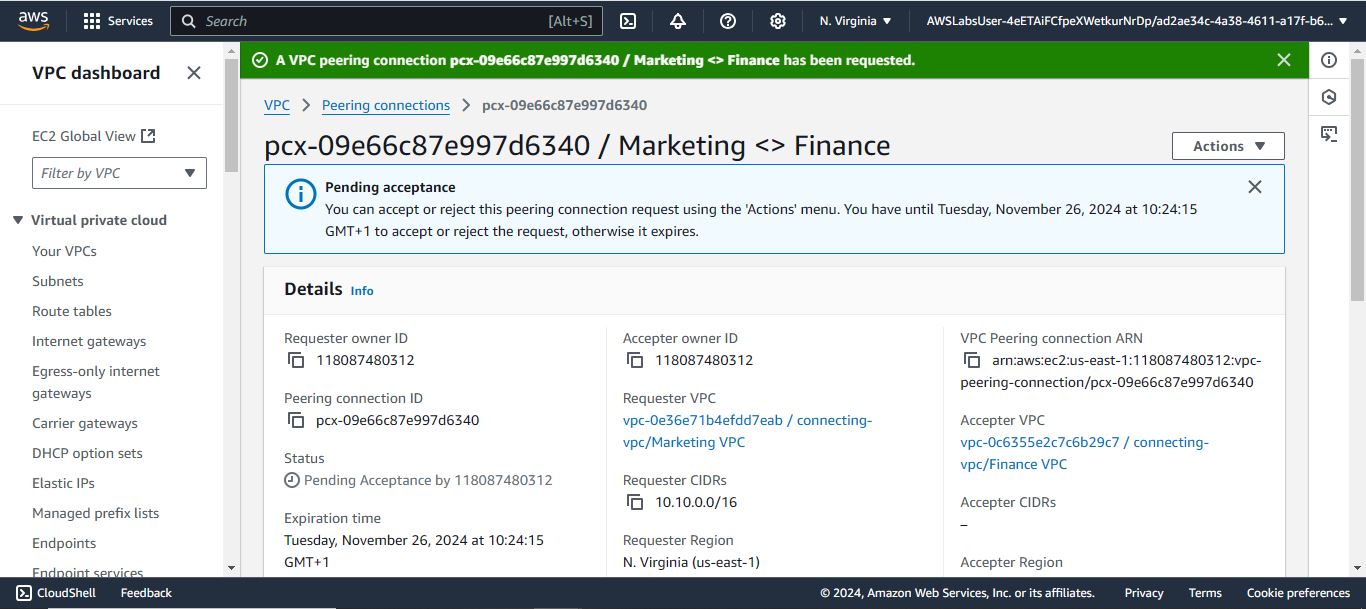 aws
Services
Search
[Alt+S]
N. Virginia
AWSLabsUser-4eETAiFCfpeXWetkurNrDp/ad2ae34c-4a38-4611-a17f-b6...
VPC dashboard
EC2 Global View
Filter by VPC
Virtual private cloud
Your VPCs
Subnets
Route tables
Internet gateways
Egress-only internet
gateways
Carrier gateways
DHCP option sets
Elastic IPs
Managed prefix lists
Endpoints
Endpoint services
A VPC peering connection pcx-09e66c87e997d6340 / Marketing <> Finance has been requested.
VPC > Peering connections > pcx-09e66c87e997d6340
pcx-09e66c87e997d6340 / Marketing <> Finance
Actions
Pending acceptance
You can accept or reject this peering connection request using the 'Actions' menu. You have until Tuesday, November 26, 2024 at 10:24:15
GMT+1 to accept or reject the request, otherwise it expires.
Details Info
Requester owner ID
118087480312
Peering connection ID
pcx-09e66c87e997d6340
Status
Pending Acceptance by 118087480312
Expiration time
Tuesday, November 26, 2024 at 10:24:15
GMT+1
Accepter owner ID
118087480312
Requester VPC
vpc-0e36e71b4efdd7eab / connecting-
vpc/Marketing VPC
Requester CIDRs
10.10.0.0/16
Requester Region
N. Virginia (us-east-1)
VPC Peering connection ARN
arn:aws:ec2:us-east-1:118087480312:vpc-
peering-connection/pcx-09e66c87e997d6340
Accepter VPC
vpc-0c6355e2c7c6b29c7 / connecting-
vpc/Finance VPC
Accepter CIDRs
–
Accepter Region
CloudShell
Feedback
© 2024, Amazon Web Services, Inc. or its affiliates.
Privacy
Terms
Cookie preferences